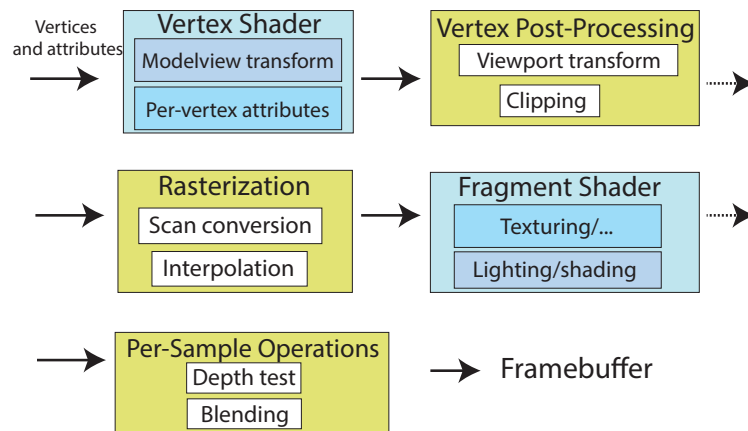 Vertices
and attributes
Vertex Shader
Modelview transform
Per-vertex attributes
Vertex Post-Processing
Viewport transform
Clipping
Rasterization
Scan conversion
Interpolation
Fragment Shader
Texturing/...
Lighting/shading
Per-Sample Operations
Depth test
Blending
Framebuffer